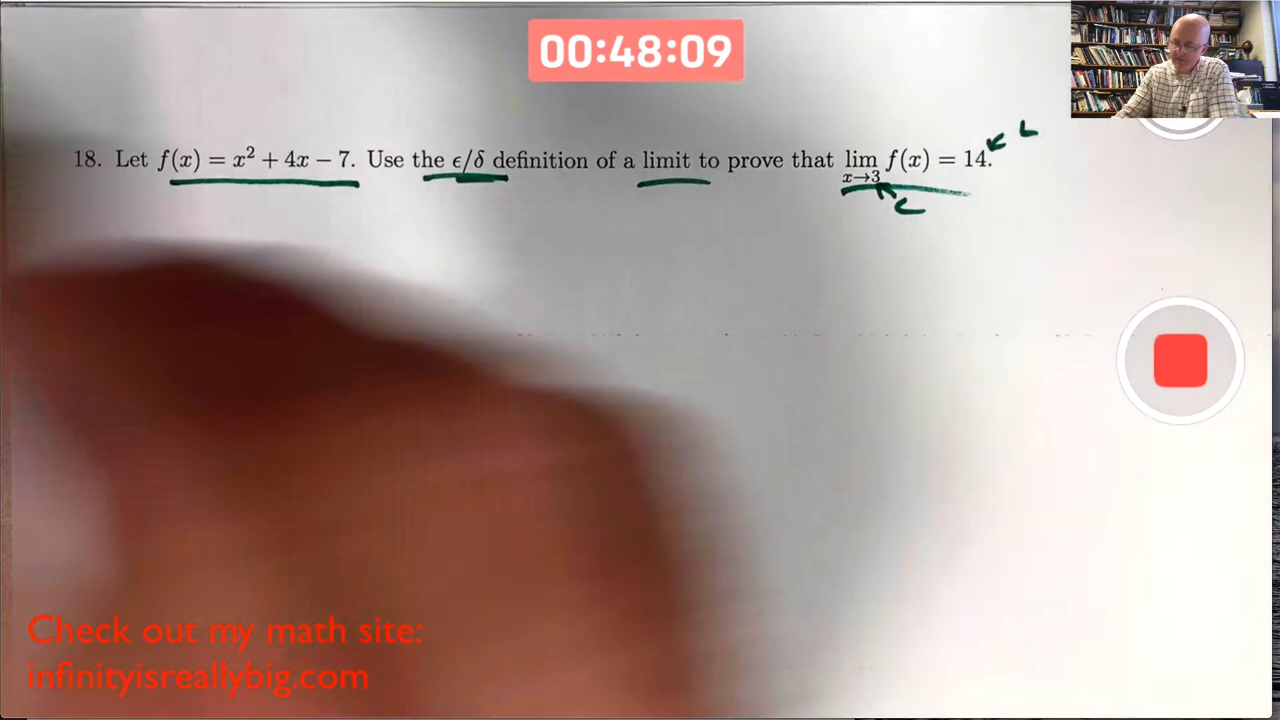 00:48:09
L
18. Let f(x) = x² + 4x − 7. Use the ϵ/δ definition of a limit to prove that lim f(x) = 14.
x→3
C
Check out my math site:
infinityisreallybig.com